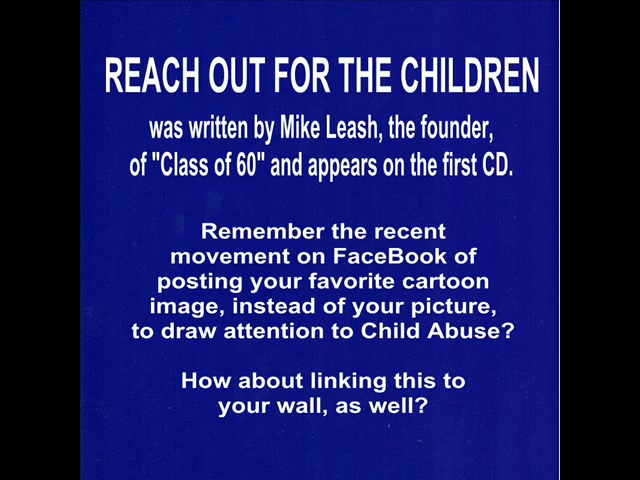 REACH OUT FOR THE CHILDREN
was written by Mike Leash, the founder,
of "Class of 60" and appears on the first CD.
Remember the recent
movement on FaceBook of
posting your favorite cartoon
image, instead of your picture,
to draw attention to Child Abuse?
How about linking this to
your wall, as well?